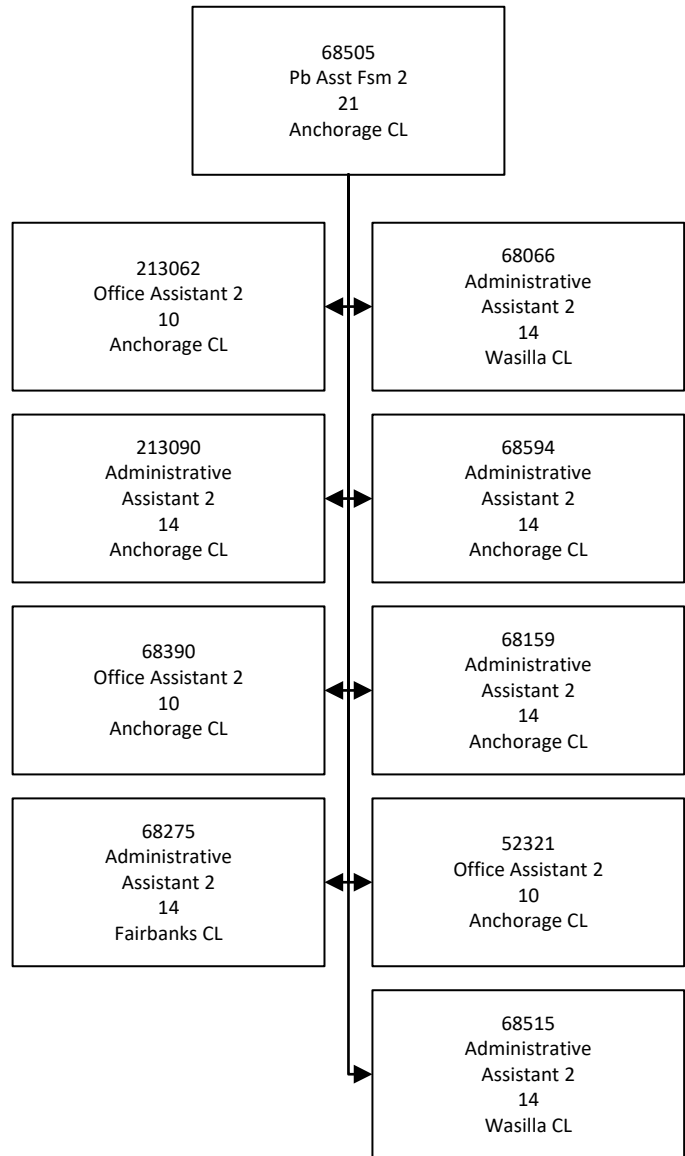 68505
Pb Asst Fsm 2
21
Anchorage CL
213062
Office Assistant 2
10
Anchorage CL
68066
Administrative
Assistant 2
14
Wasilla CL
213090
Administrative
Assistant 2
14
Anchorage CL
68594
Administrative
Assistant 2
14
Anchorage CL
68390
Office Assistant 2
10
Anchorage CL
68159
Administrative
Assistant 2
14
Anchorage CL
68275
Administrative
Assistant 2
14
Fairbanks CL
52321
Office Assistant 2
10
Anchorage CL
68515
Administrative
Assistant 2
14
Wasilla CL